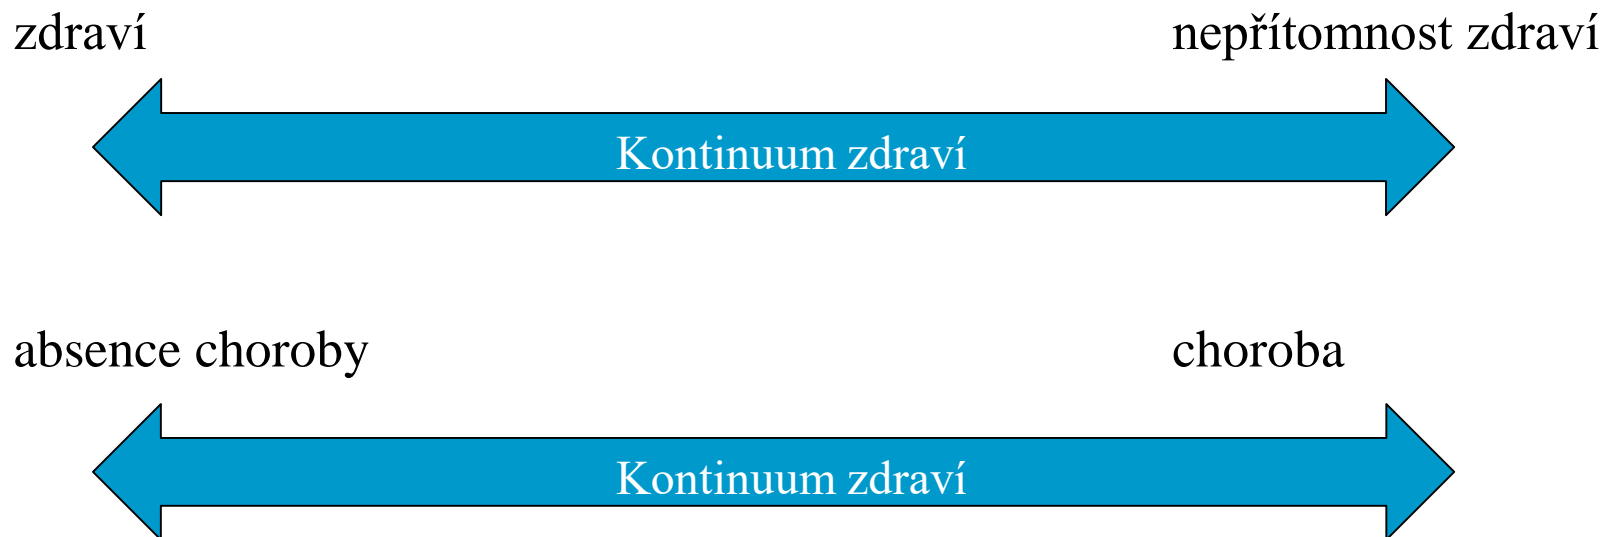 zdraví nepřítomnost zdraví
Kontinuum zdraví
absence choroby choroba
Kontinuum zdraví